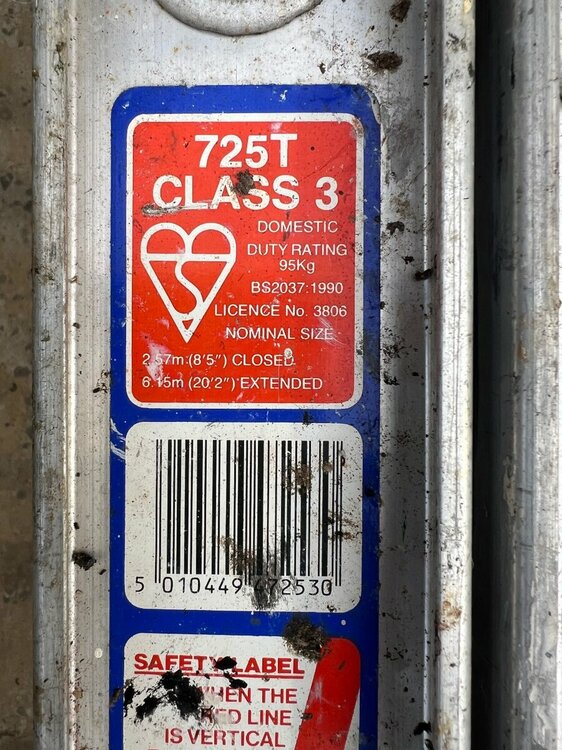 725T
CLASS 3
DOMESTIC
DUTY RATING
95Kg
BS2037:1990
LICENCE No. 3806
NOMINAL SIZE
2.57m (8'5") CLOSED
6.15m (20'2") EXTENDED
5 010449 472530
SAFETY LABEL
WHEN THE
RED LINE
IS VERTICAL